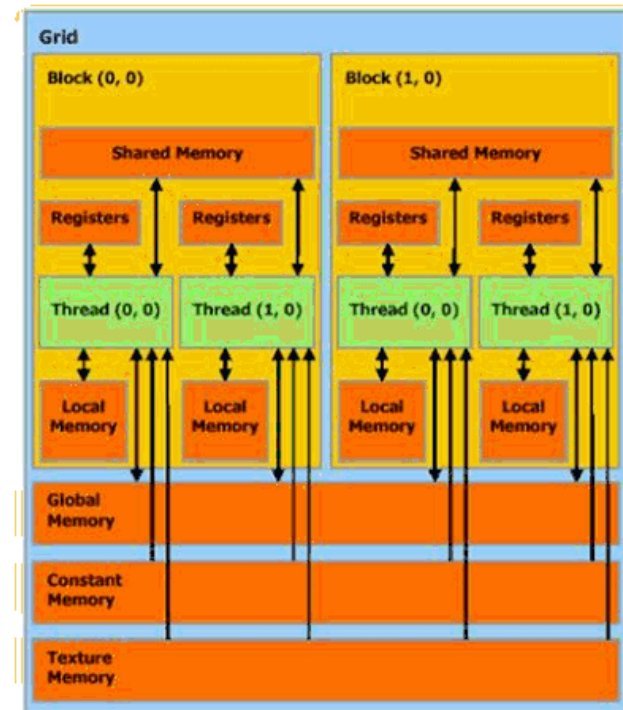 Grid
Block (0, 0)
Block (1, 0)
Shared Memory
Shared Memory
Registers
Registers
Registers
Registers
Thread (0, 0)
Thread (1, 0)
Thread (0, 0)
Thread (1, 0)
Local
Memory
Local
Memory
Local
Memory
Local
Memory
Global
Memory
Constant
Memory
Texture
Memory